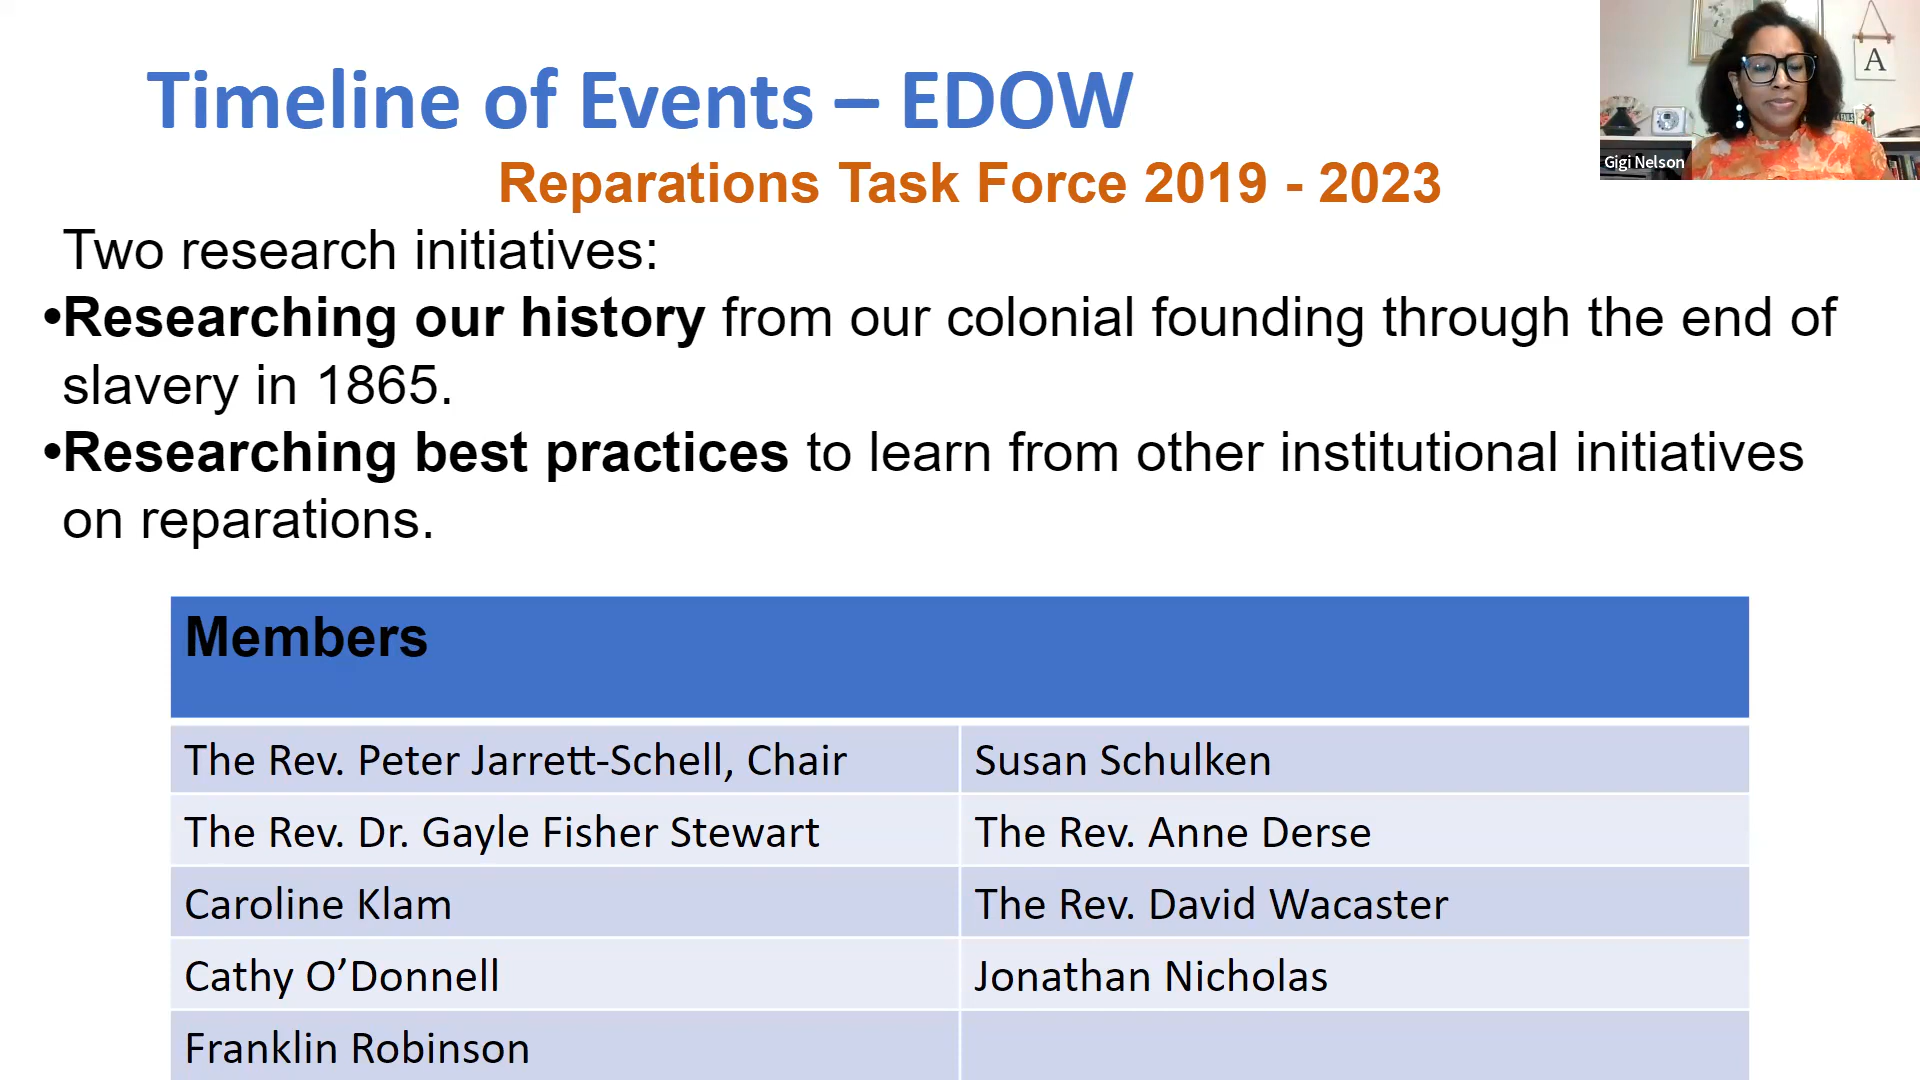 Timeline of Events – EDOW
Reparations Task Force 2019 - 2023
Two research initiatives:
•Researching our history from our colonial founding through the end of
slavery in 1865.
•Researching best practices to learn from other institutional initiatives
on reparations.
Members
The Rev. Peter Jarrett-Schell, Chair
Susan Schulken
The Rev. Dr. Gayle Fisher Stewart
The Rev. Anne Derse
Caroline Klam
The Rev. David Wacaster
Cathy O’Donnell
Jonathan Nicholas
Franklin Robinson
A
Gigi Nelson